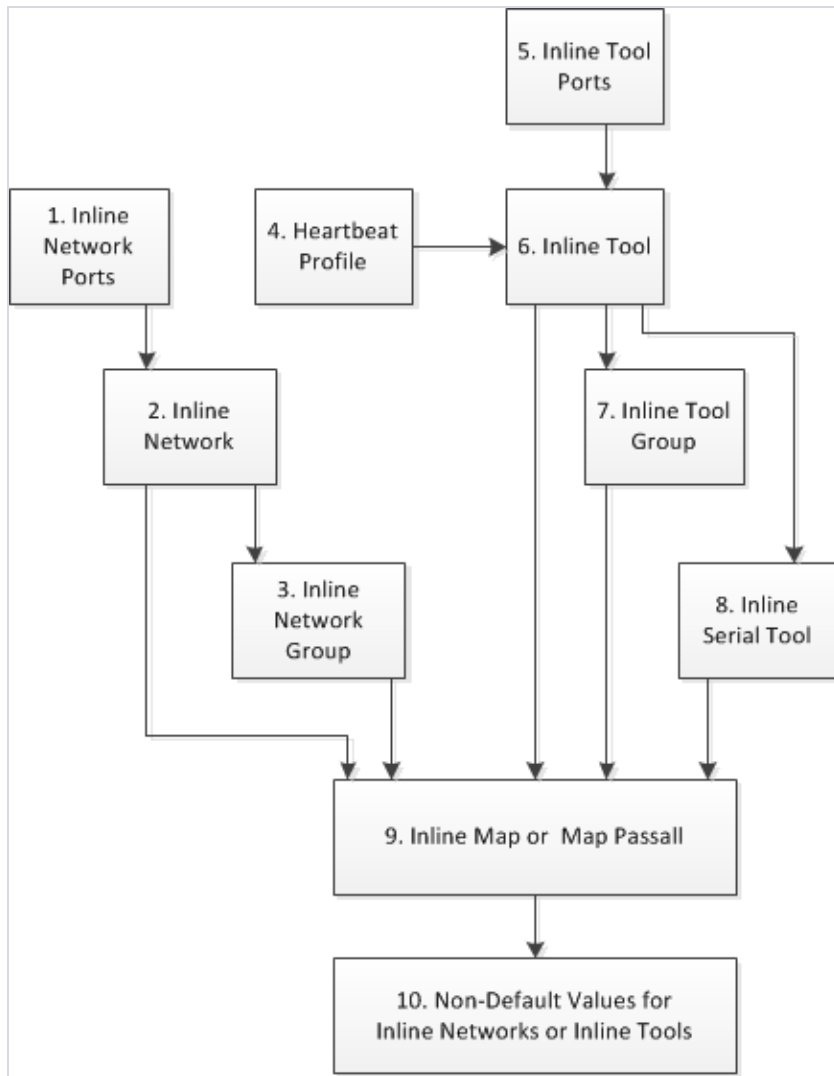 5. Inline Tool
Ports
1. Inline
Network
Ports
4. Heartbeat
Profile
6. Inline Tool
2. Inline
Network
7. Inline Tool
Group
3. Inline
Network
Group
8. Inline
Serial Tool
9. Inline Map or Map Passall
10. Non-Default Values for
Inline Networks or Inline Tools